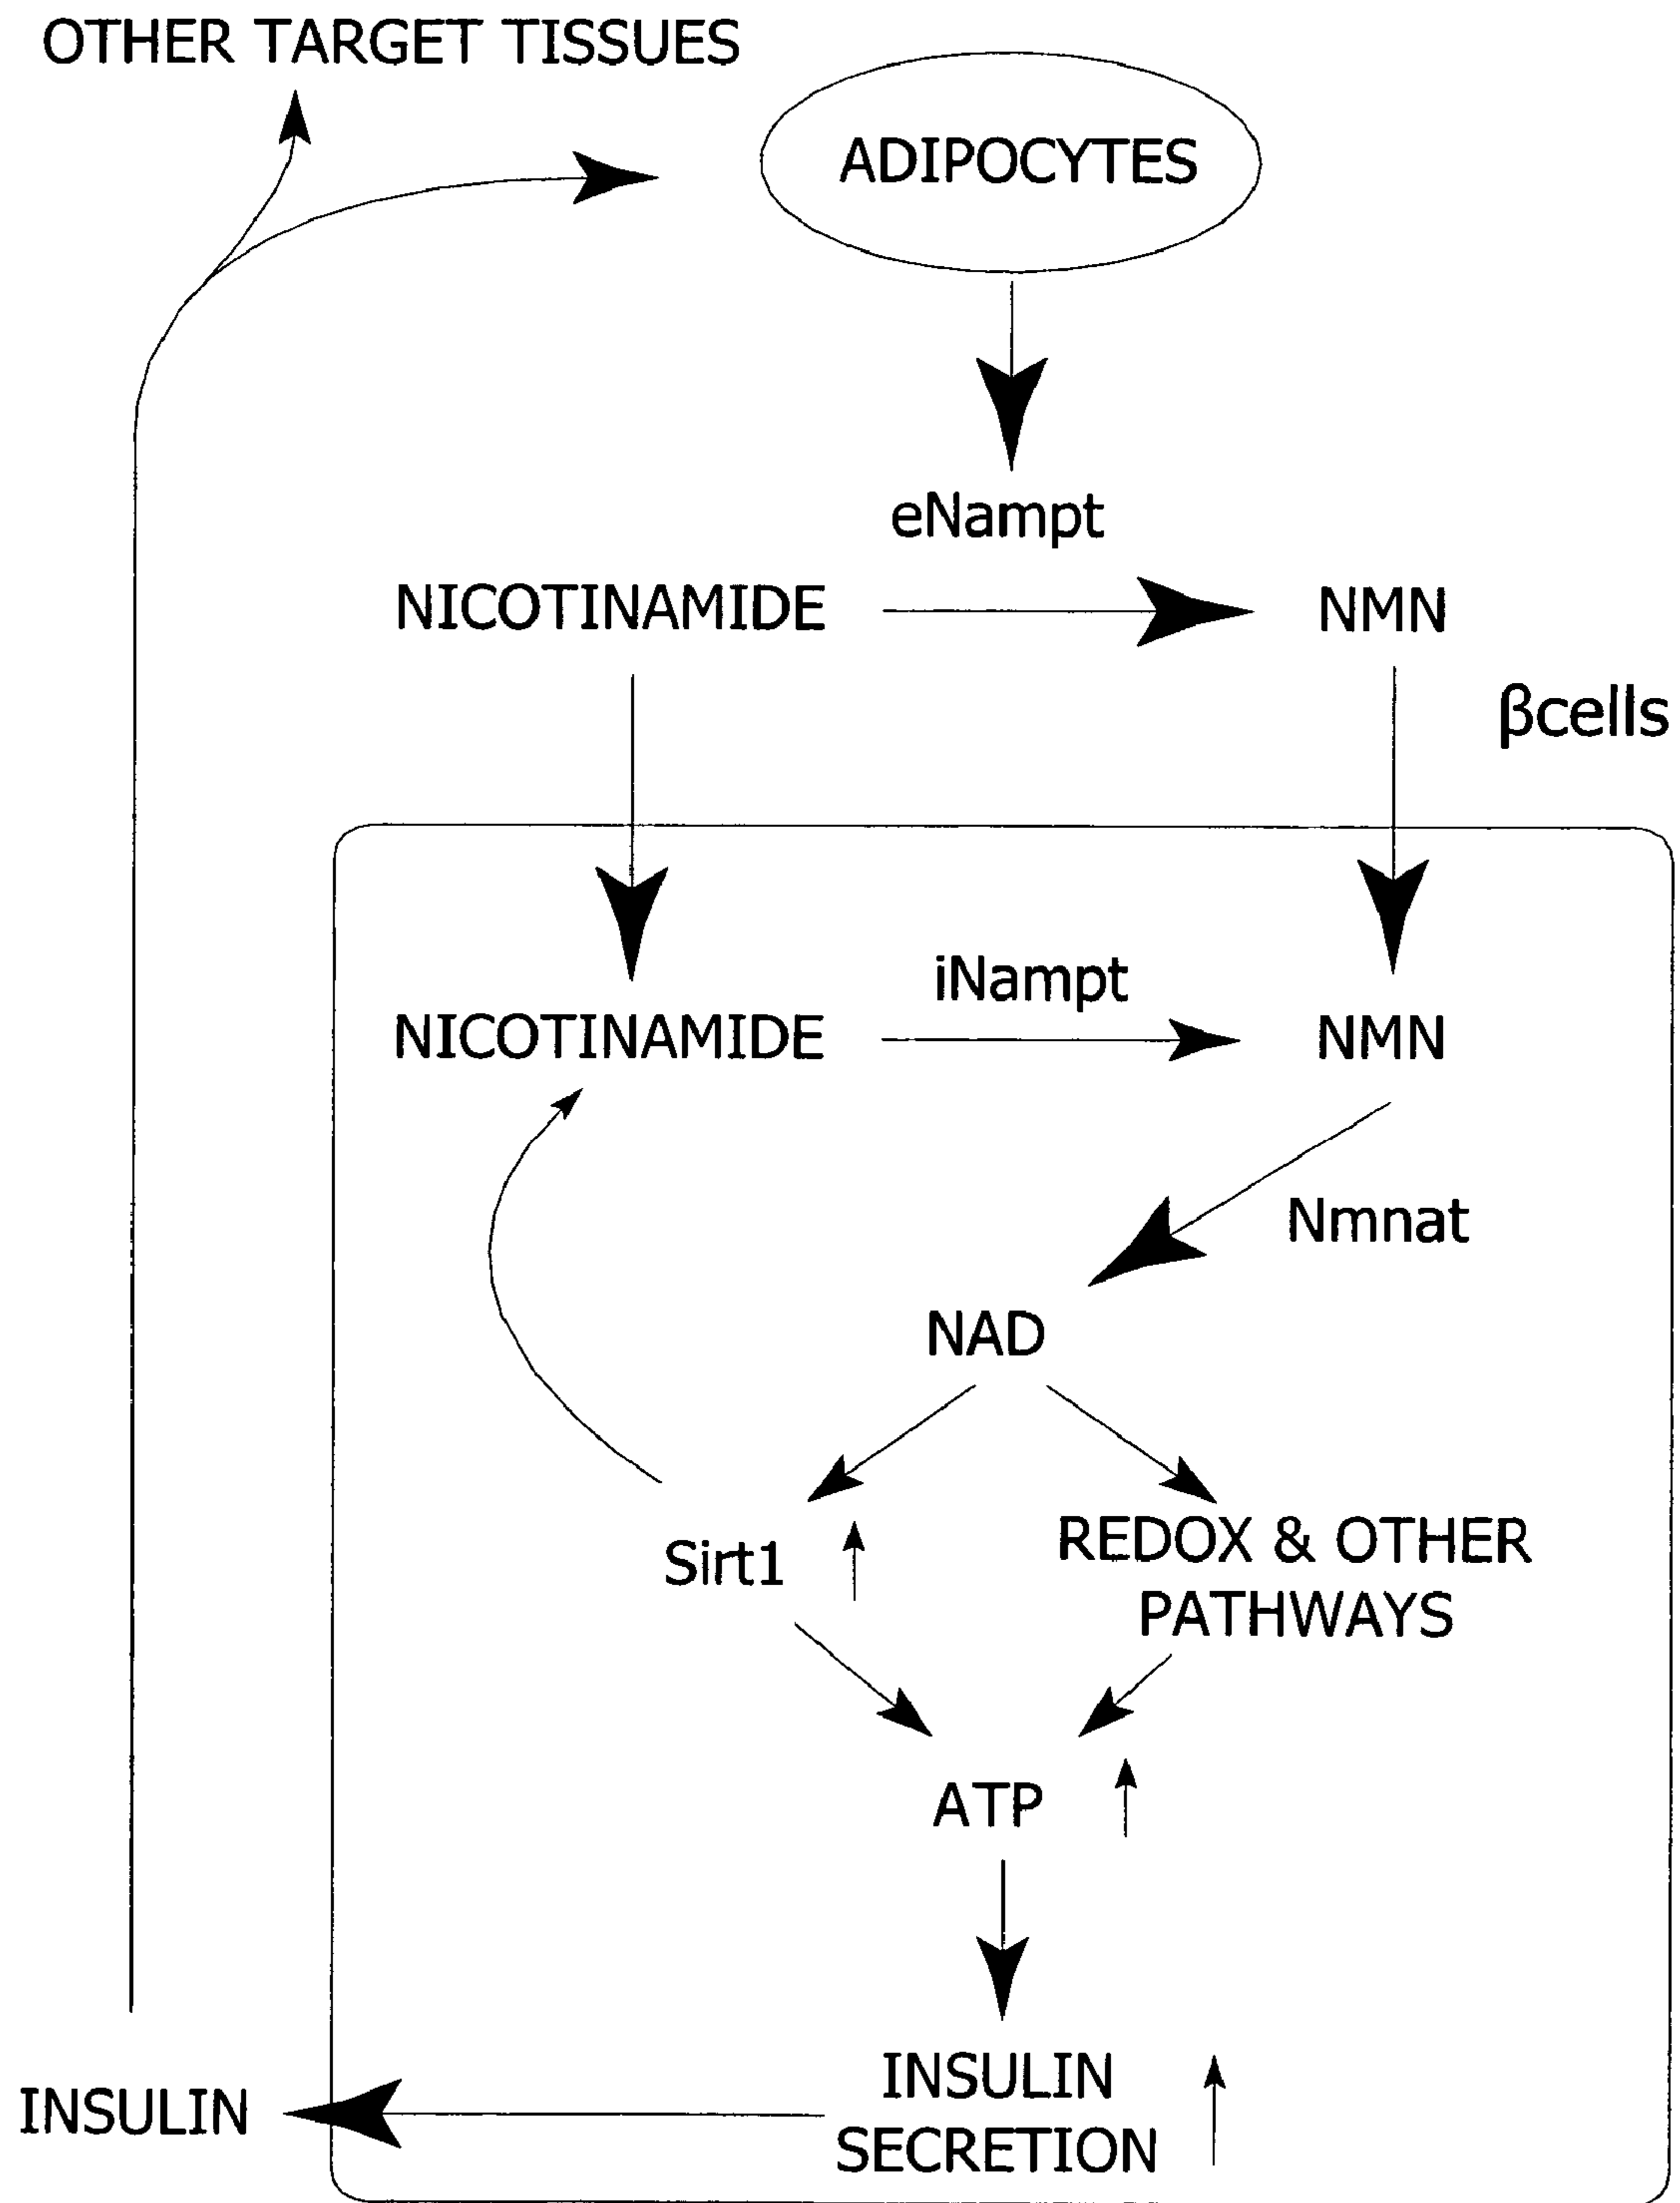 OTHER TARGET TISSUES
ADIPOCYTES
eNampt
NICOTINAMIDE
NMN
βcells
iNampt
NICOTINAMIDE
NMN
Nmnat
NAD
Sirt1
REDOX & OTHER
PATHWAYS
ATP
INSULIN
SECRETION
INSULIN